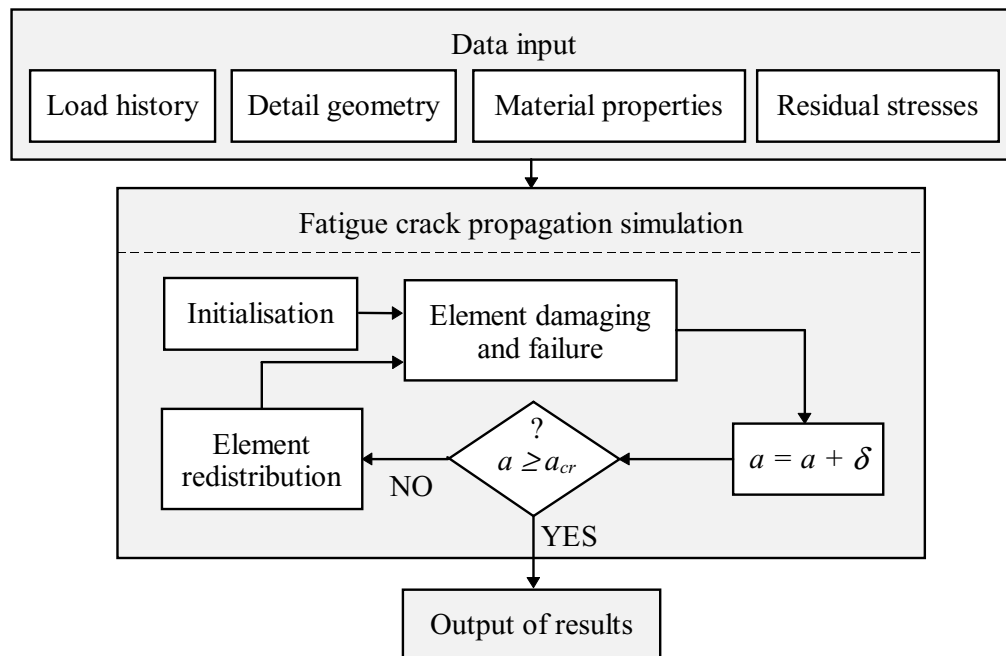 Data input
Load history
Detail geometry
Material properties
Residual stresses
Fatigue crack propagation simulation
Initialisation
Element damaging
and failure
Element
redistribution
NO
?
a ≥ a_cr
a = a + δ
YES
Output of results